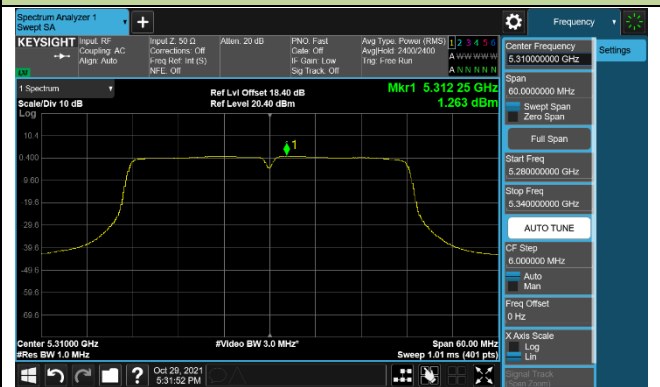 Spectrum Analyzer 1
Swept SA
Frequency
KEYSIGHT
Input: RF
Coupling: AC
Align: Auto
Input Z: 50 Ω
Corrections: Off
Freq Ref: Int (S)
NFE: Off
Atten: 20 dB
PNO: Fast
Gate: Off
IF Gain: Low
Sig Track: Off
Avg Type: Power (RMS)
Avg|Hold: 2400/2400
Trig: Free Run
1 2 3 4 5 6
A W W W W W
A N N N N N
LW
1 Spectrum
Scale/Div 10 dB
Log
Ref Lvl Offset 18.40 dB
Ref Level 20.40 dBm
Mkr1 5.312 25 GHz
1.263 dBm
1
10.4
0.400
-9.60
-19.6
-29.6
-39.6
-49.6
-59.6
-69.6
Center 5.31000 GHz
#Res BW 1.0 MHz
#Video BW 3.0 MHz*
Span 60.00 MHz
Sweep 1.01 ms (401 pts)
Center Frequency
5.310000000 GHz
Settings
Span
60.0000000 MHz
Swept Span
Zero Span
Full Span
Start Freq
5.280000000 GHz
Stop Freq
5.340000000 GHz
AUTO TUNE
CF Step
6.000000 MHz
Auto
Man
Freq Offset
0 Hz
X Axis Scale
Log
Lin
Signal Track
(Span Zoom)
?
Oct 29, 2021
5:31:52 PM